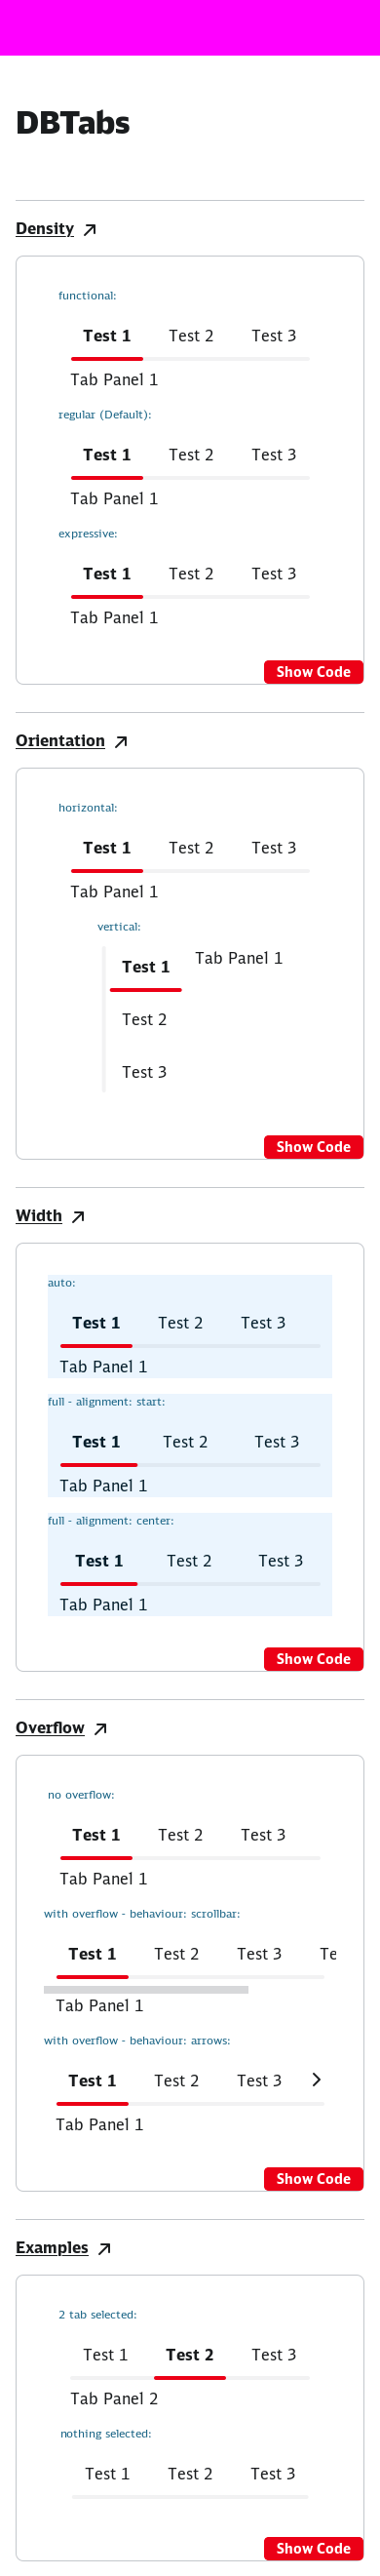 DBTabs
Density
functional:
Test 1 Test 2 Test 3
Tab Panel 1
regular (Default):
Test 1 Test 2 Test 3
Tab Panel 1
expressive:
Test 1 Test 2 Test 3
Tab Panel 1
Show Code
Orientation
horizontal:
Test 1 Test 2 Test 3
Tab Panel 1
vertical:
Test 1 Tab Panel 1
Test 2
Test 3
Show Code
Width
auto:
Test 1 Test 2 Test 3
Tab Panel 1
full - alignment: start:
Test 1 Test 2 Test 3
Tab Panel 1
full - alignment: center:
Test 1 Test 2 Test 3
Tab Panel 1
Show Code
Overflow
no overflow:
Test 1 Test 2 Test 3
Tab Panel 1
with overflow - behaviour: scrollbar:
Test 1 Test 2 Test 3 Te
Tab Panel 1
with overflow - behaviour: arrows:
Test 1 Test 2 Test 3
Tab Panel 1
Show Code
Examples
2 tab selected:
Test 1 Test 2 Test 3
Tab Panel 2
nothing selected:
Test 1 Test 2 Test 3
Show Code